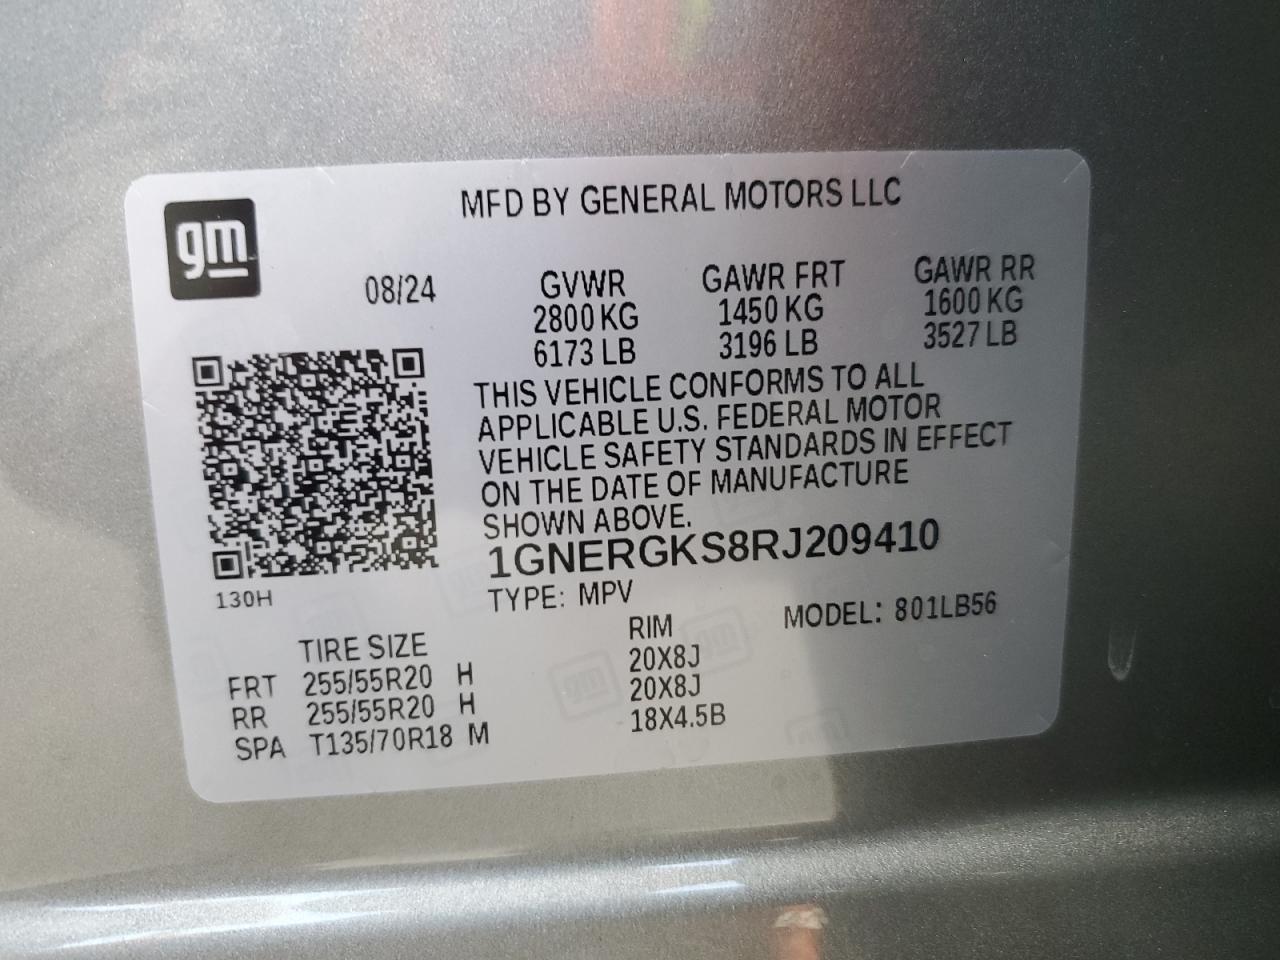 gm
MFD BY GENERAL MOTORS LLC
08/24 GVWR GAWR FRT GAWR RR
2800 KG 1450 KG 1600 KG
6173 LB 3196 LB 3527 LB
THIS VEHICLE CONFORMS TO ALL
APPLICABLE U.S. FEDERAL MOTOR
VEHICLE SAFETY STANDARDS IN EFFECT
ON THE DATE OF MANUFACTURE
SHOWN ABOVE.
1GNERGKS8RJ209410
130H
TYPE: MPV MODEL: 801LB56
TIRE SIZE RIM
FRT 255/55R20 H 20X8J
RR 255/55R20 H 20X8J
SPA T135/70R18 M 18X4.5B